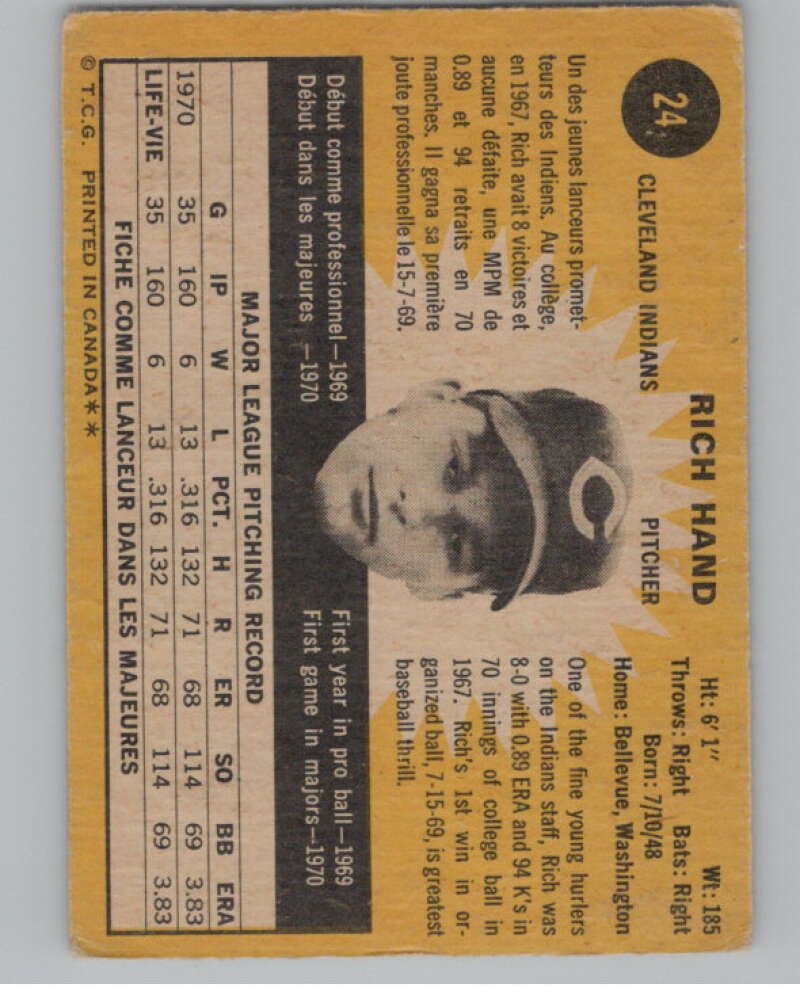 24
RICH HAND
CLEVELAND INDIANS PITCHER
Ht: 6' 1" Wt: 185
Throws: Right Bats: Right
Born: 7/10/48
Home: Bellevue, Washington
Un des jeunes lanceurs promet-
teurs des Indiens. Au collège,
en 1967, Rich avait 8 victoires et
aucune défaite, une MPM de
0.89 et 94 retraits en 70
manches. Il gagna sa première
joute professionnelle le 15-7-69.
One of the fine young hurlers
on the Indians staff, Rich was
8-0 with 0.89 ERA and 94 K's in
70 innings of college ball in
1967. Rich's 1st win in or-
ganized ball, 7-15-69, is greatest
baseball thrill.
C
Début comme professionnel—1969
Début dans les majeures —1970
First year in pro ball—1969
First game in majors—1970
MAJOR LEAGUE PITCHING RECORD
G IP W L PCT. H R ER SO BB ERA
1970 35 160 6 13 .316 132 71 68 114 69 3.83
LIFE-VIE 35 160 6 13 .316 132 71 68 114 69 3.83
FICHE COMME LANCEUR DANS LES MAJEURES
© T.C.G. PRINTED IN CANADA**